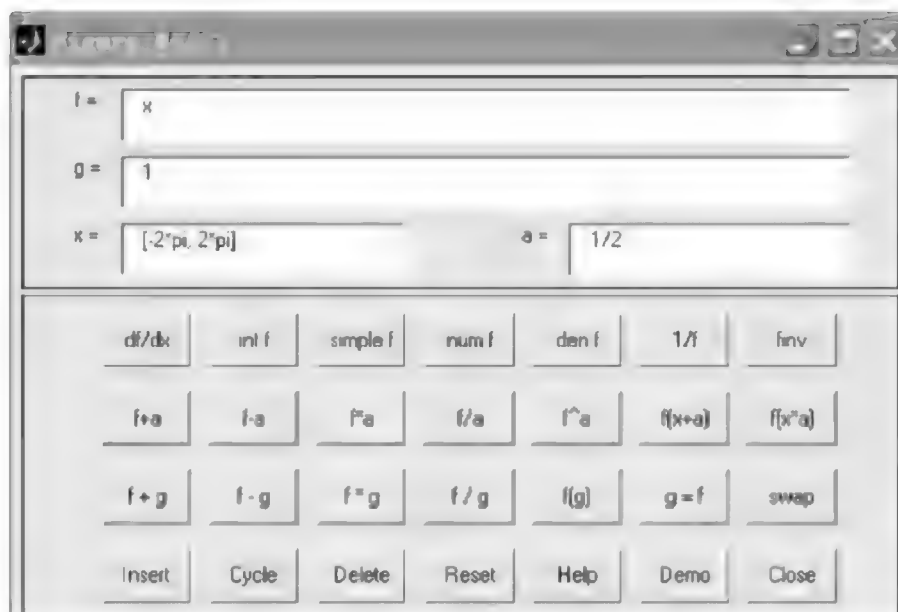 f = x
g = 1
x = [-2*pi, 2*pi] a = 1/2
df/dx int f simple f num f den f 1/f finv
f+a f-a f*a f/a f^a f(x+a) f(x*a)
f + g f - g f * g f / g f(g) g = f swap
Insert Cycle Delete Reset Help Demo Close